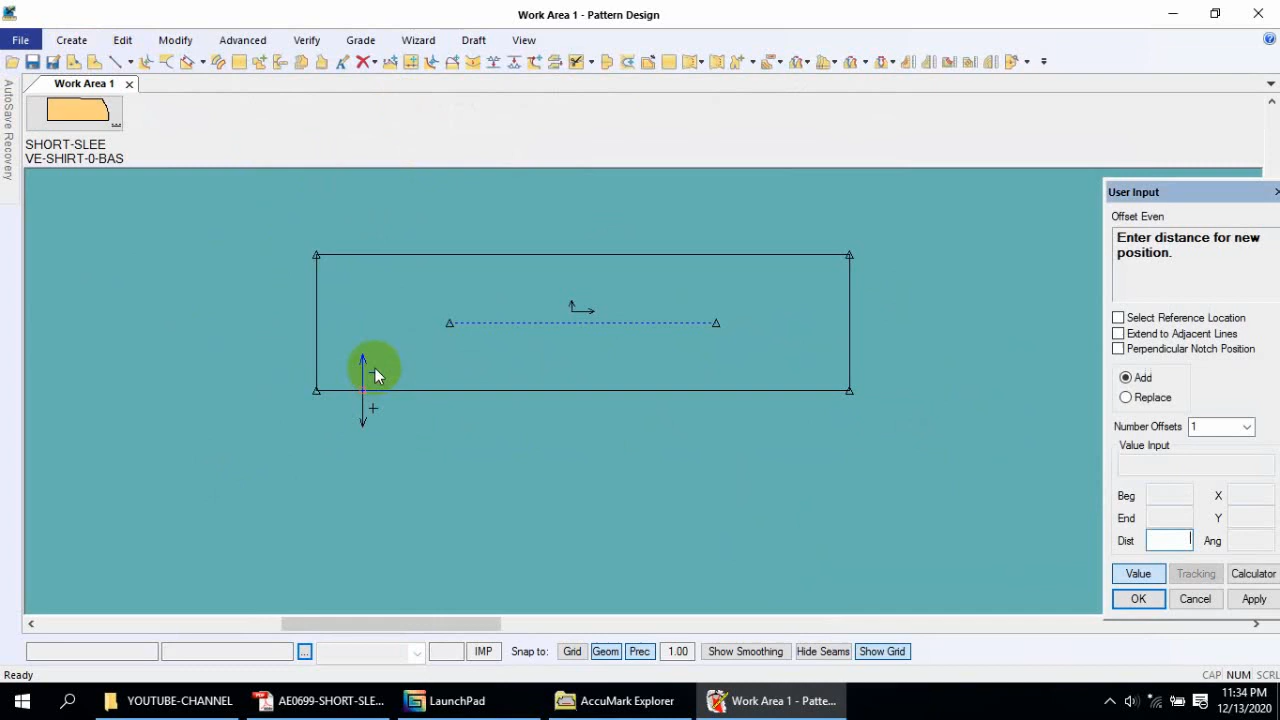 Work Area 1 - Pattern Design
File Create Edit Modify Advanced Verify Grade Wizard Draft View
Work Area 1
AutoSave Recovery
SHORT-SLEE
VE-SHIRT-0-BAS
User Input
Offset Even
Enter distance for new
position.
Select Reference Location
Extend to Adjacent Lines
Perpendicular Notch Position
Add
Replace
Number Offsets 1
Value Input
Beg X
End Y
Dist Ang
Value Tracking Calculator
OK Cancel Apply
IMP Snap to: Grid Geom Prec 1.00 Show Smoothing Hide Seams Show Grid
Ready CAP NUM SCRL
YOUTUBE-CHANNEL AE0699-SHORT-SLE... LaunchPad AccuMark Explorer Work Area 1 - Patte...
11:34 PM
12/13/2020